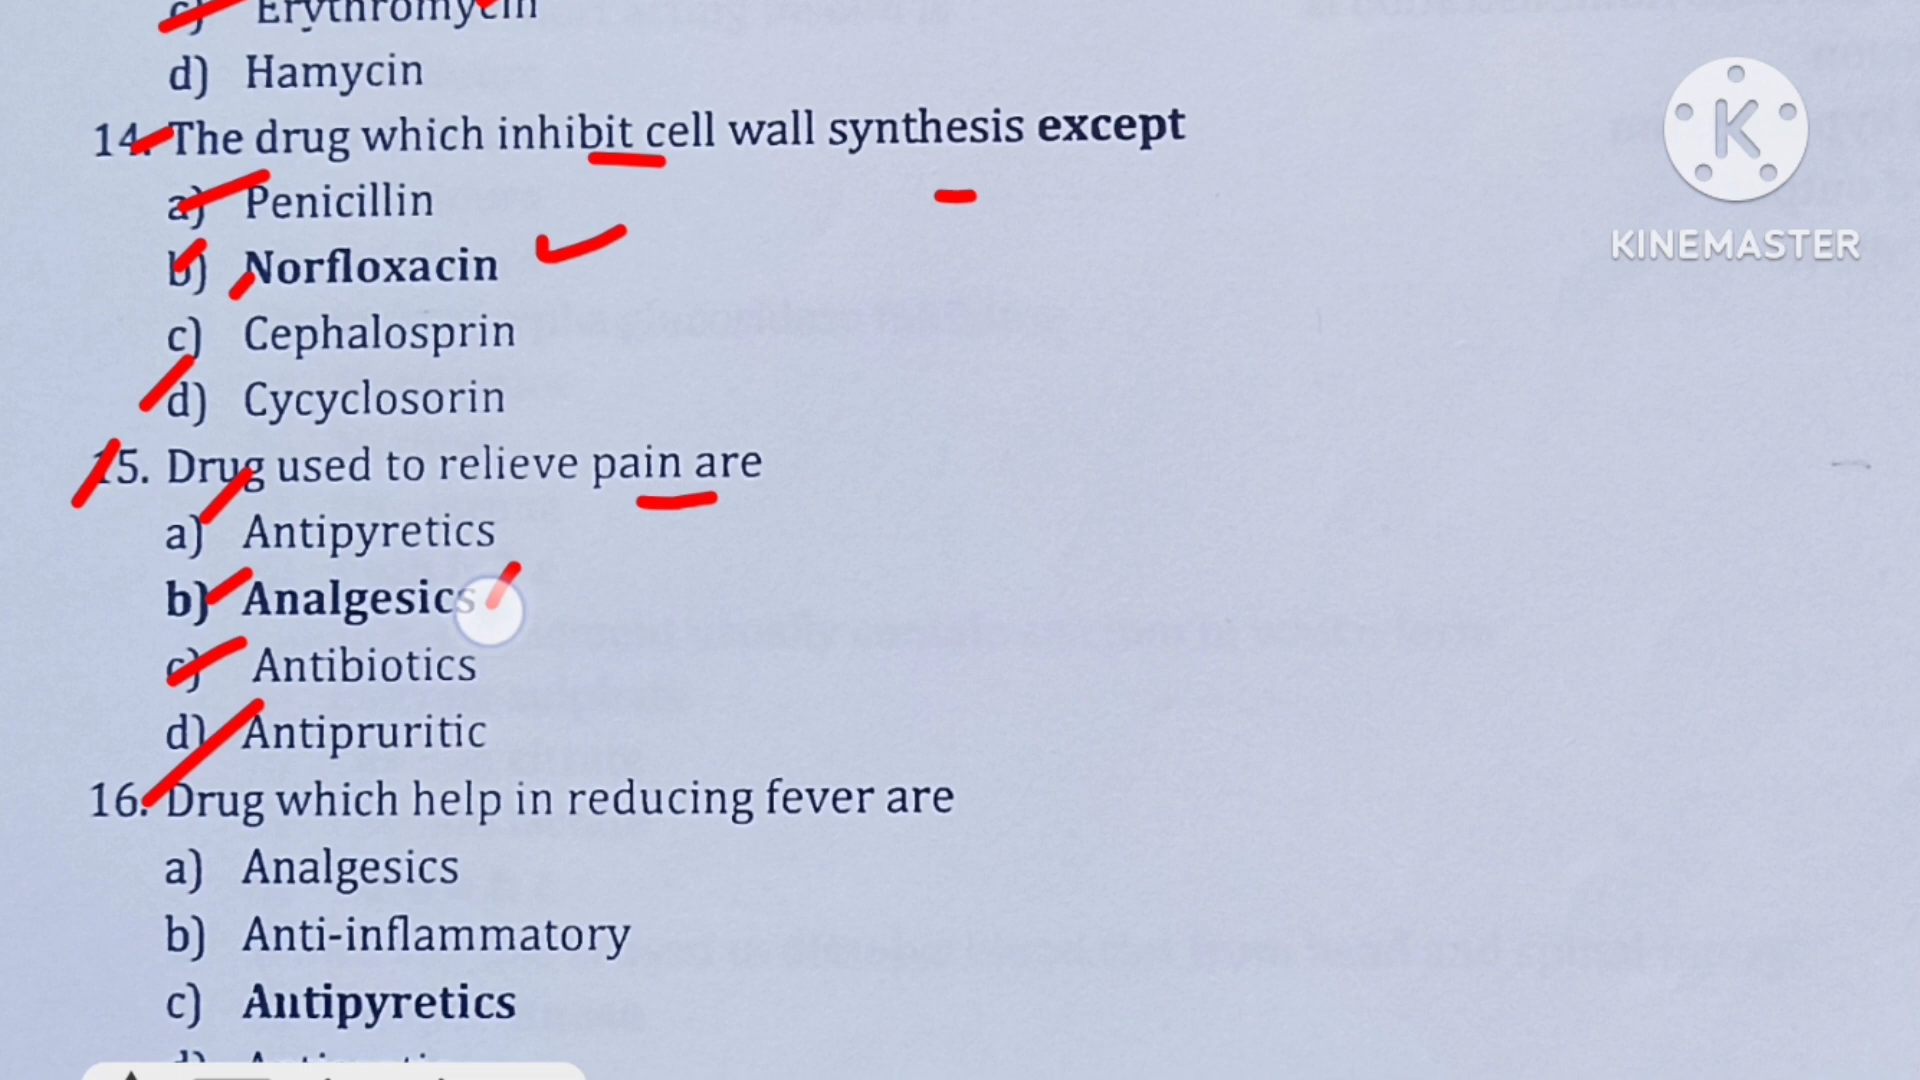 c) Erythromycin
d) Hamycin
14. The drug which inhibit cell wall synthesis except
a) Penicillin
b) Norfloxacin
c) Cephalosprin
d) Cycyclosorin
15. Drug used to relieve pain are
a) Antipyretics
b) Analgesics
c) Antibiotics
d) Antipruritic
16. Drug which help in reducing fever are
a) Analgesics
b) Anti-inflammatory
c) Antipyretics
K
KINEMASTER